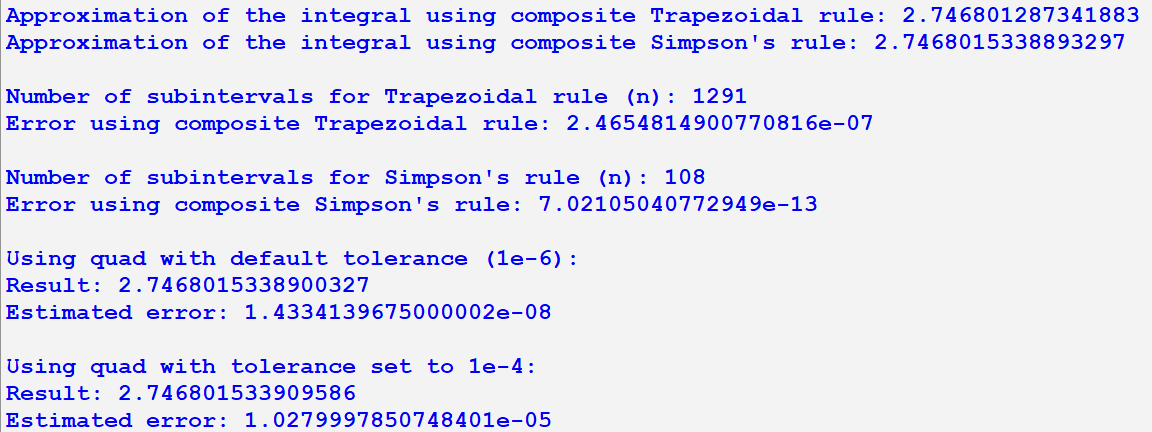 Approximation of the integral using composite Trapezoidal rule: 2.746801287341883
Approximation of the integral using composite Simpson's rule: 2.7468015338893297
Number of subintervals for Trapezoidal rule (n): 1291
Error using composite Trapezoidal rule: 2.4654814900770816e-07
Number of subintervals for Simpson's rule (n): 108
Error using composite Simpson's rule: 7.02105040772949e-13
Using quad with default tolerance (1e-6):
Result: 2.7468015338900327
Estimated error: 1.4334139675000002e-08
Using quad with tolerance set to 1e-4:
Result: 2.746801533909586
Estimated error: 1.0279997850748401e-05